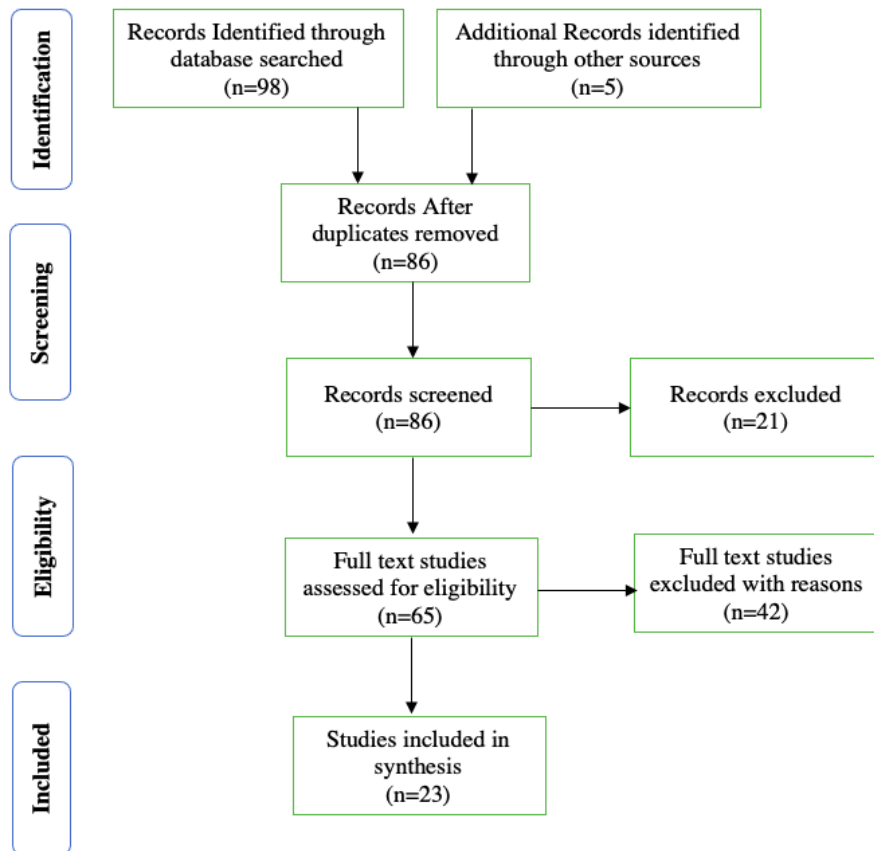 Identification
Records Identified through
database searched
(n=98)
Additional Records identified
through other sources
(n=5)
Records After
duplicates removed
(n=86)
Screening
Records screened
(n=86)
Records excluded
(n=21)
Eligibility
Full text studies
assessed for eligibility
(n=65)
Full text studies
excluded with reasons
(n=42)
Included
Studies included in
synthesis
(n=23)